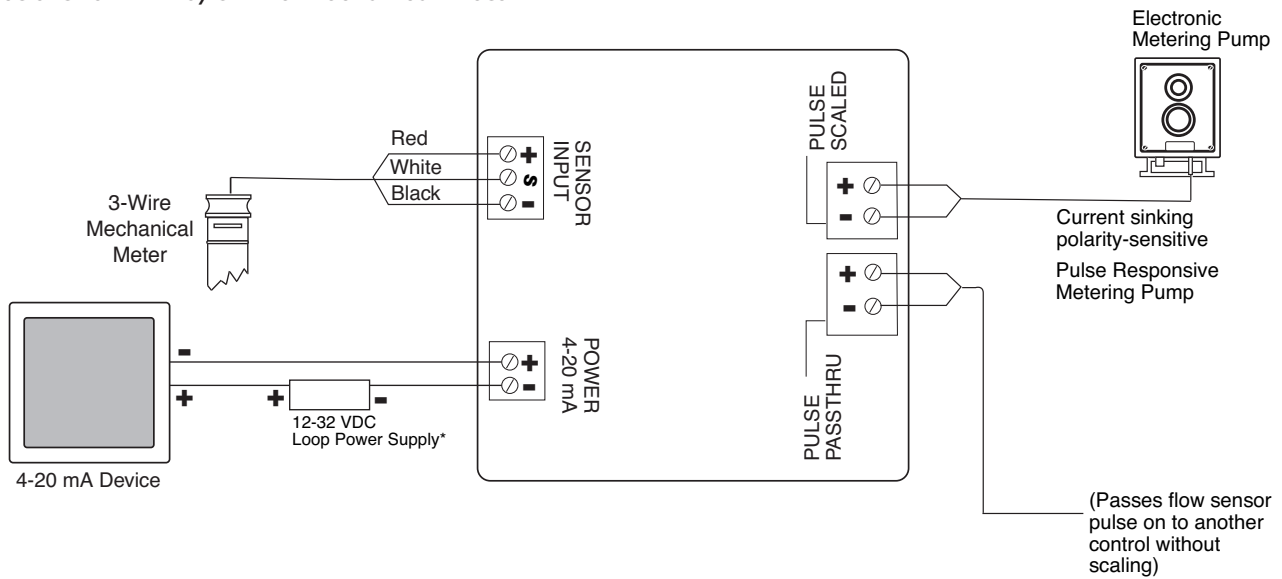 Electronic
Metering Pump
PULSE
SCALED
Red
White
Black
+
S
-
SENSOR
INPUT
+
-
3-Wire
Mechanical
Meter
Current sinking
polarity-sensitive
Pulse Responsive
Metering Pump
+
-
PULSE
PASSTHRU
-
+
+
-
12-32 VDC
Loop Power Supply*
+
-
POWER
4-20 mA
4-20 mA Device
(Passes flow sensor
pulse on to another
control without
scaling)